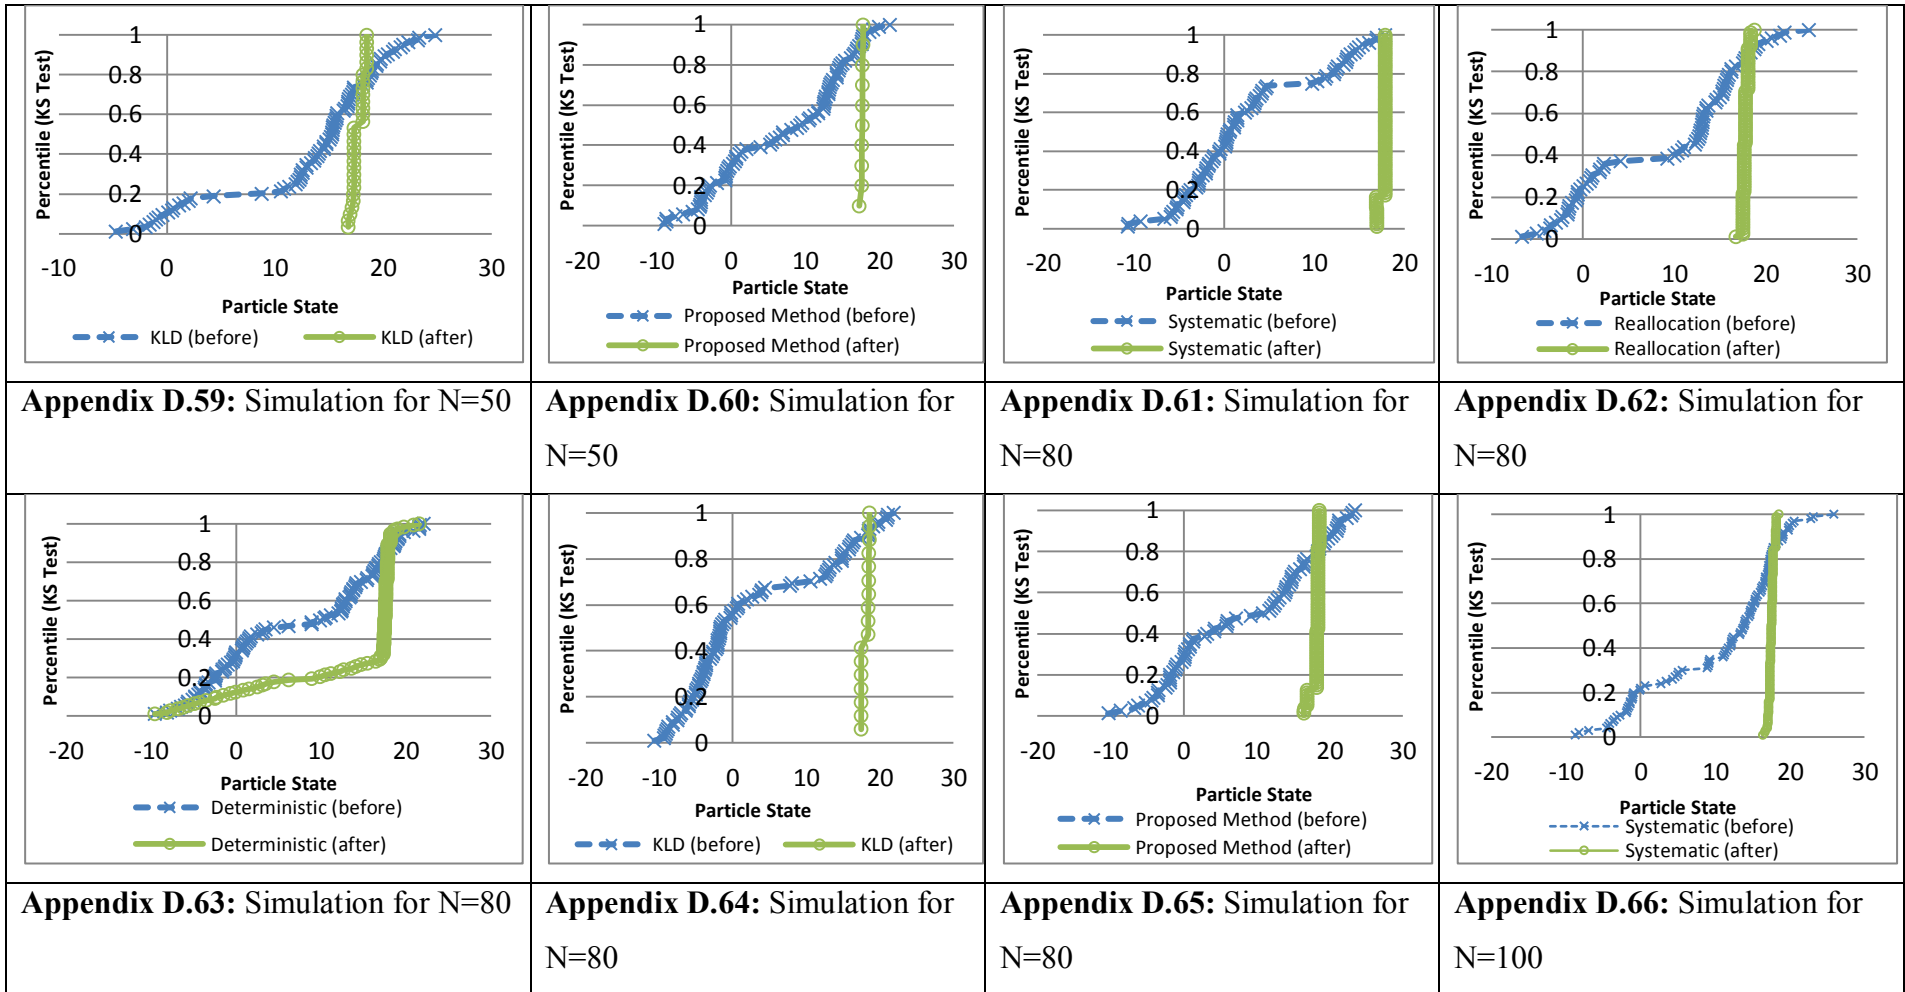 Percentile (KS Test)
1
0.8
0.6
0.4
0.2
0
-10 0 10 20 30
Particle State
KLD (before) KLD (after)
Percentile (KS Test)
1
0.8
0.6
0.4
0.2
0
-20 -10 0 10 20 30
Particle State
Proposed Method (before)
Proposed Method (after)
Percentile (KS Test)
1
0.8
0.6
0.4
0.2
0
-20 -10 0 10 20
Particle State
Systematic (before)
Systematic (after)
Percentile (KS Test)
1
0.8
0.6
0.4
0.2
0
-10 0 10 20 30
Particle State
Reallocation (before)
Reallocation (after)
Appendix D.59: Simulation for N=50
Appendix D.60: Simulation for
N=50
Appendix D.61: Simulation for
N=80
Appendix D.62: Simulation for
N=80
Percentile (KS Test)
1
0.8
0.6
0.4
0.2
0
-20 -10 0 10 20 30
Particle State
Deterministic (before)
Deterministic (after)
Percentile (KS Test)
1
0.8
0.6
0.4
0.2
0
-20 -10 0 10 20 30
Particle State
KLD (before) KLD (after)
Percentile (KS Test)
1
0.8
0.6
0.4
0.2
0
-20 -10 0 10 20 30
Particle State
Proposed Method (before)
Proposed Method (after)
Percentile (KS Test)
1
0.8
0.6
0.4
0.2
0
-20 -10 0 10 20 30
Particle State
Systematic (before)
Systematic (after)
Appendix D.63: Simulation for N=80
Appendix D.64: Simulation for
N=80
Appendix D.65: Simulation for
N=80
Appendix D.66: Simulation for
N=100